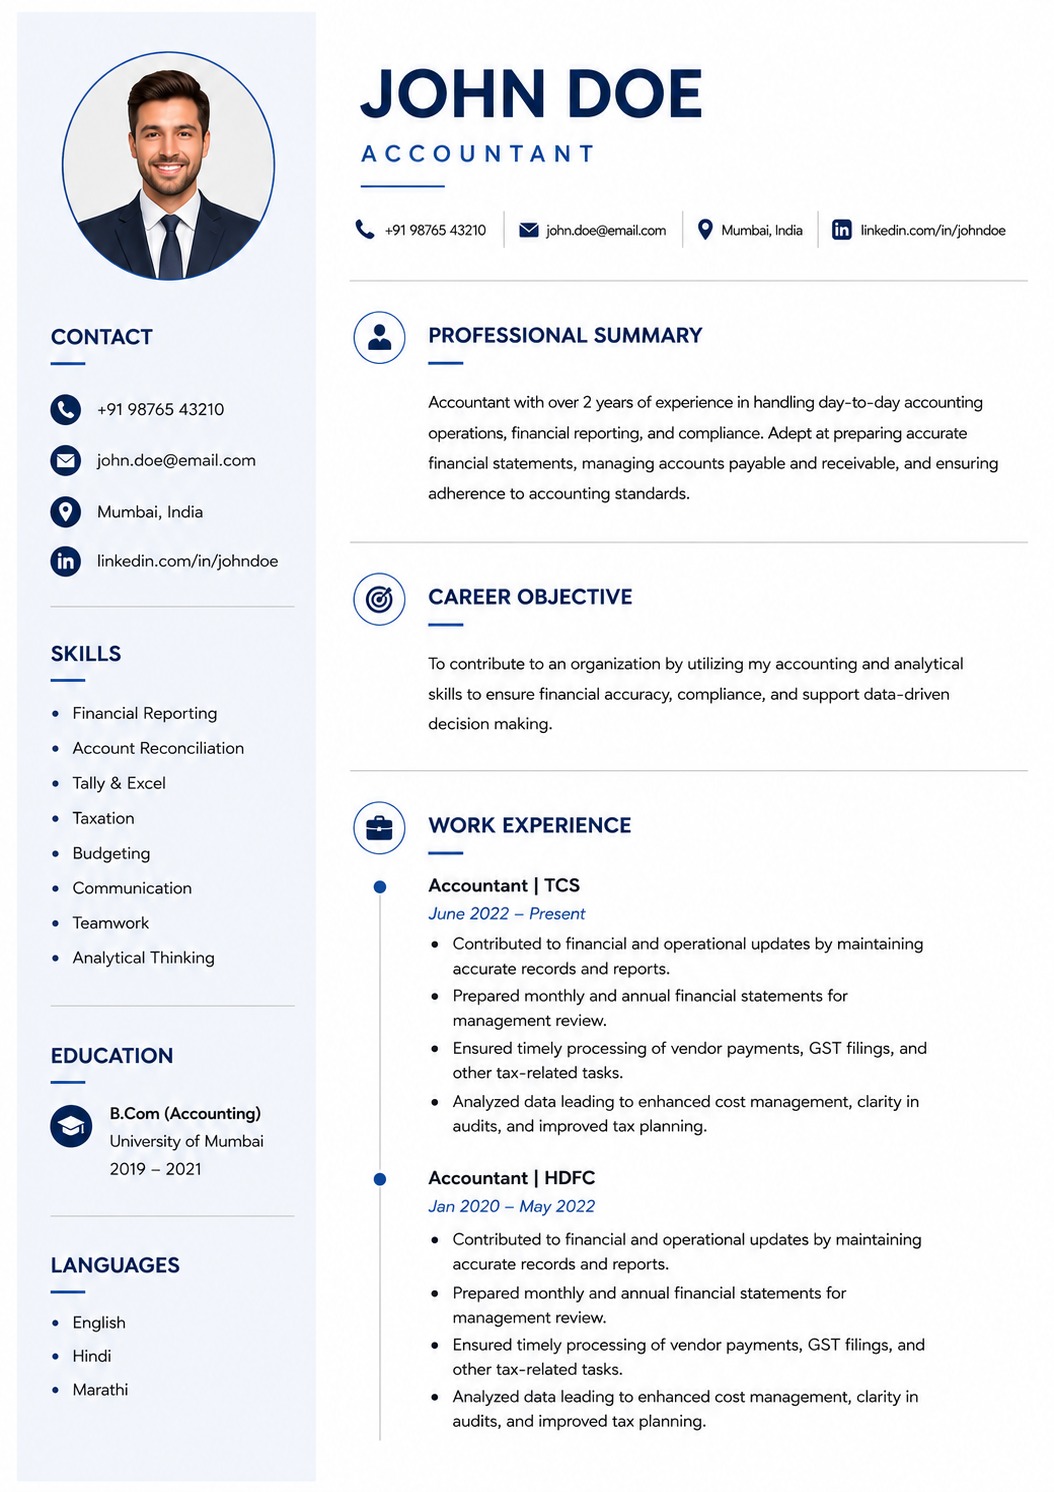 JOHN DOE
ACCOUNTANT
+91 98765 43210
john.doe@email.com
Mumbai, India
linkedin.com/in/johndoe
CONTACT
+91 98765 43210
john.doe@email.com
Mumbai, India
linkedin.com/in/johndoe
SKILLS
• Financial Reporting
• Account Reconciliation
• Tally & Excel
• Taxation
• Budgeting
• Communication
• Teamwork
• Analytical Thinking
EDUCATION
B.Com (Accounting)
University of Mumbai
2019 – 2021
LANGUAGES
• English
• Hindi
• Marathi
PROFESSIONAL SUMMARY
Accountant with over 2 years of experience in handling day-to-day accounting
operations, financial reporting, and compliance. Adept at preparing accurate
financial statements, managing accounts payable and receivable, and ensuring
adherence to accounting standards.
CAREER OBJECTIVE
To contribute to an organization by utilizing my accounting and analytical
skills to ensure financial accuracy, compliance, and support data-driven
decision making.
WORK EXPERIENCE
Accountant | TCS
June 2022 – Present
• Contributed to financial and operational updates by maintaining
accurate records and reports.
• Prepared monthly and annual financial statements for
management review.
• Ensured timely processing of vendor payments, GST filings, and
other tax-related tasks.
• Analyzed data leading to enhanced cost management, clarity in
audits, and improved tax planning.
Accountant | HDFC
Jan 2020 – May 2022
• Contributed to financial and operational updates by maintaining
accurate records and reports.
• Prepared monthly and annual financial statements for
management review.
• Ensured timely processing of vendor payments, GST filings, and
other tax-related tasks.
• Analyzed data leading to enhanced cost management, clarity in
audits, and improved tax planning.